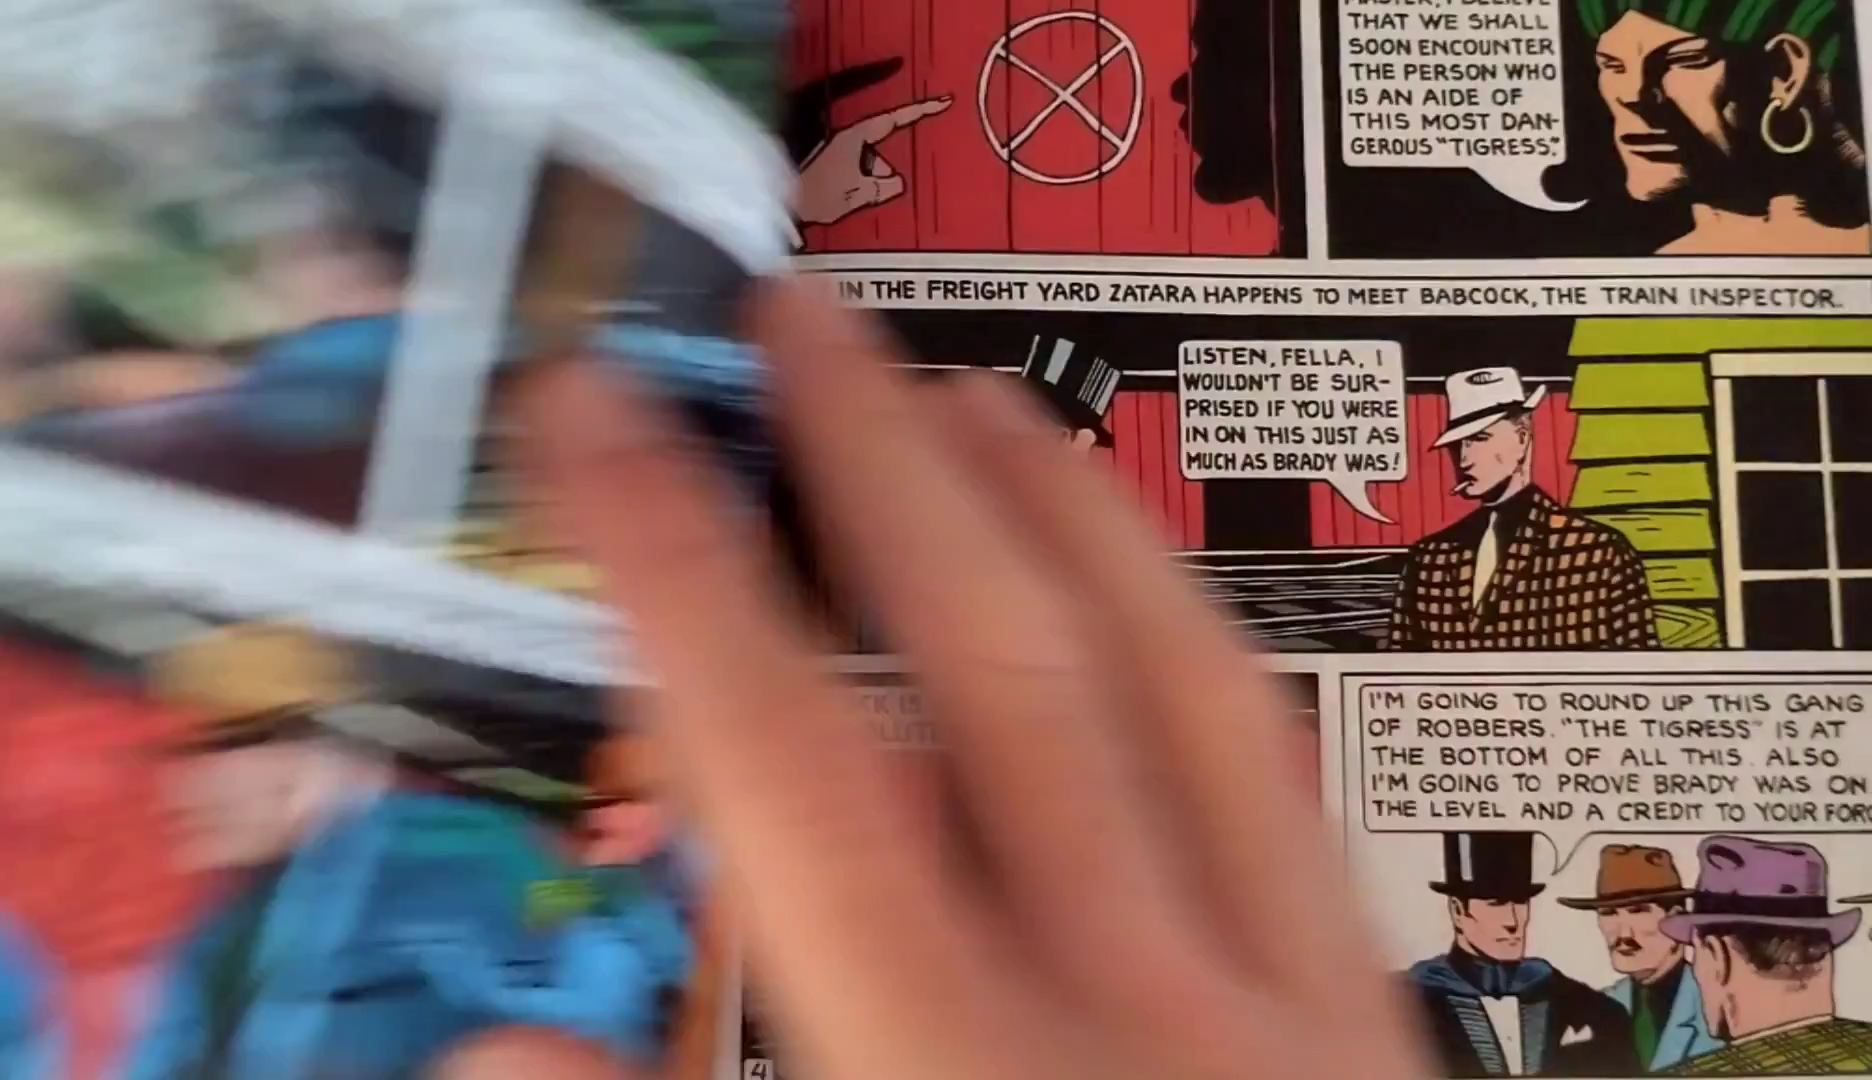 THAT WE SHALL
SOON ENCOUNTER
THE PERSON WHO
IS AN AIDE OF
THIS MOST DAN-
GEROUS "TIGRESS".
IN THE FREIGHT YARD ZATARA HAPPENS TO MEET BABCOCK, THE TRAIN INSPECTOR.
LISTEN, FELLA, I
WOULDN'T BE SUR-
PRISED IF YOU WERE
IN ON THIS JUST AS
MUCH AS BRADY WAS!
I'M GOING TO ROUND UP THIS GANG
OF ROBBERS. "THE TIGRESS" IS AT
THE BOTTOM OF ALL THIS. ALSO
I'M GOING TO PROVE BRADY WAS ON
THE LEVEL AND A CREDIT TO YOUR
4